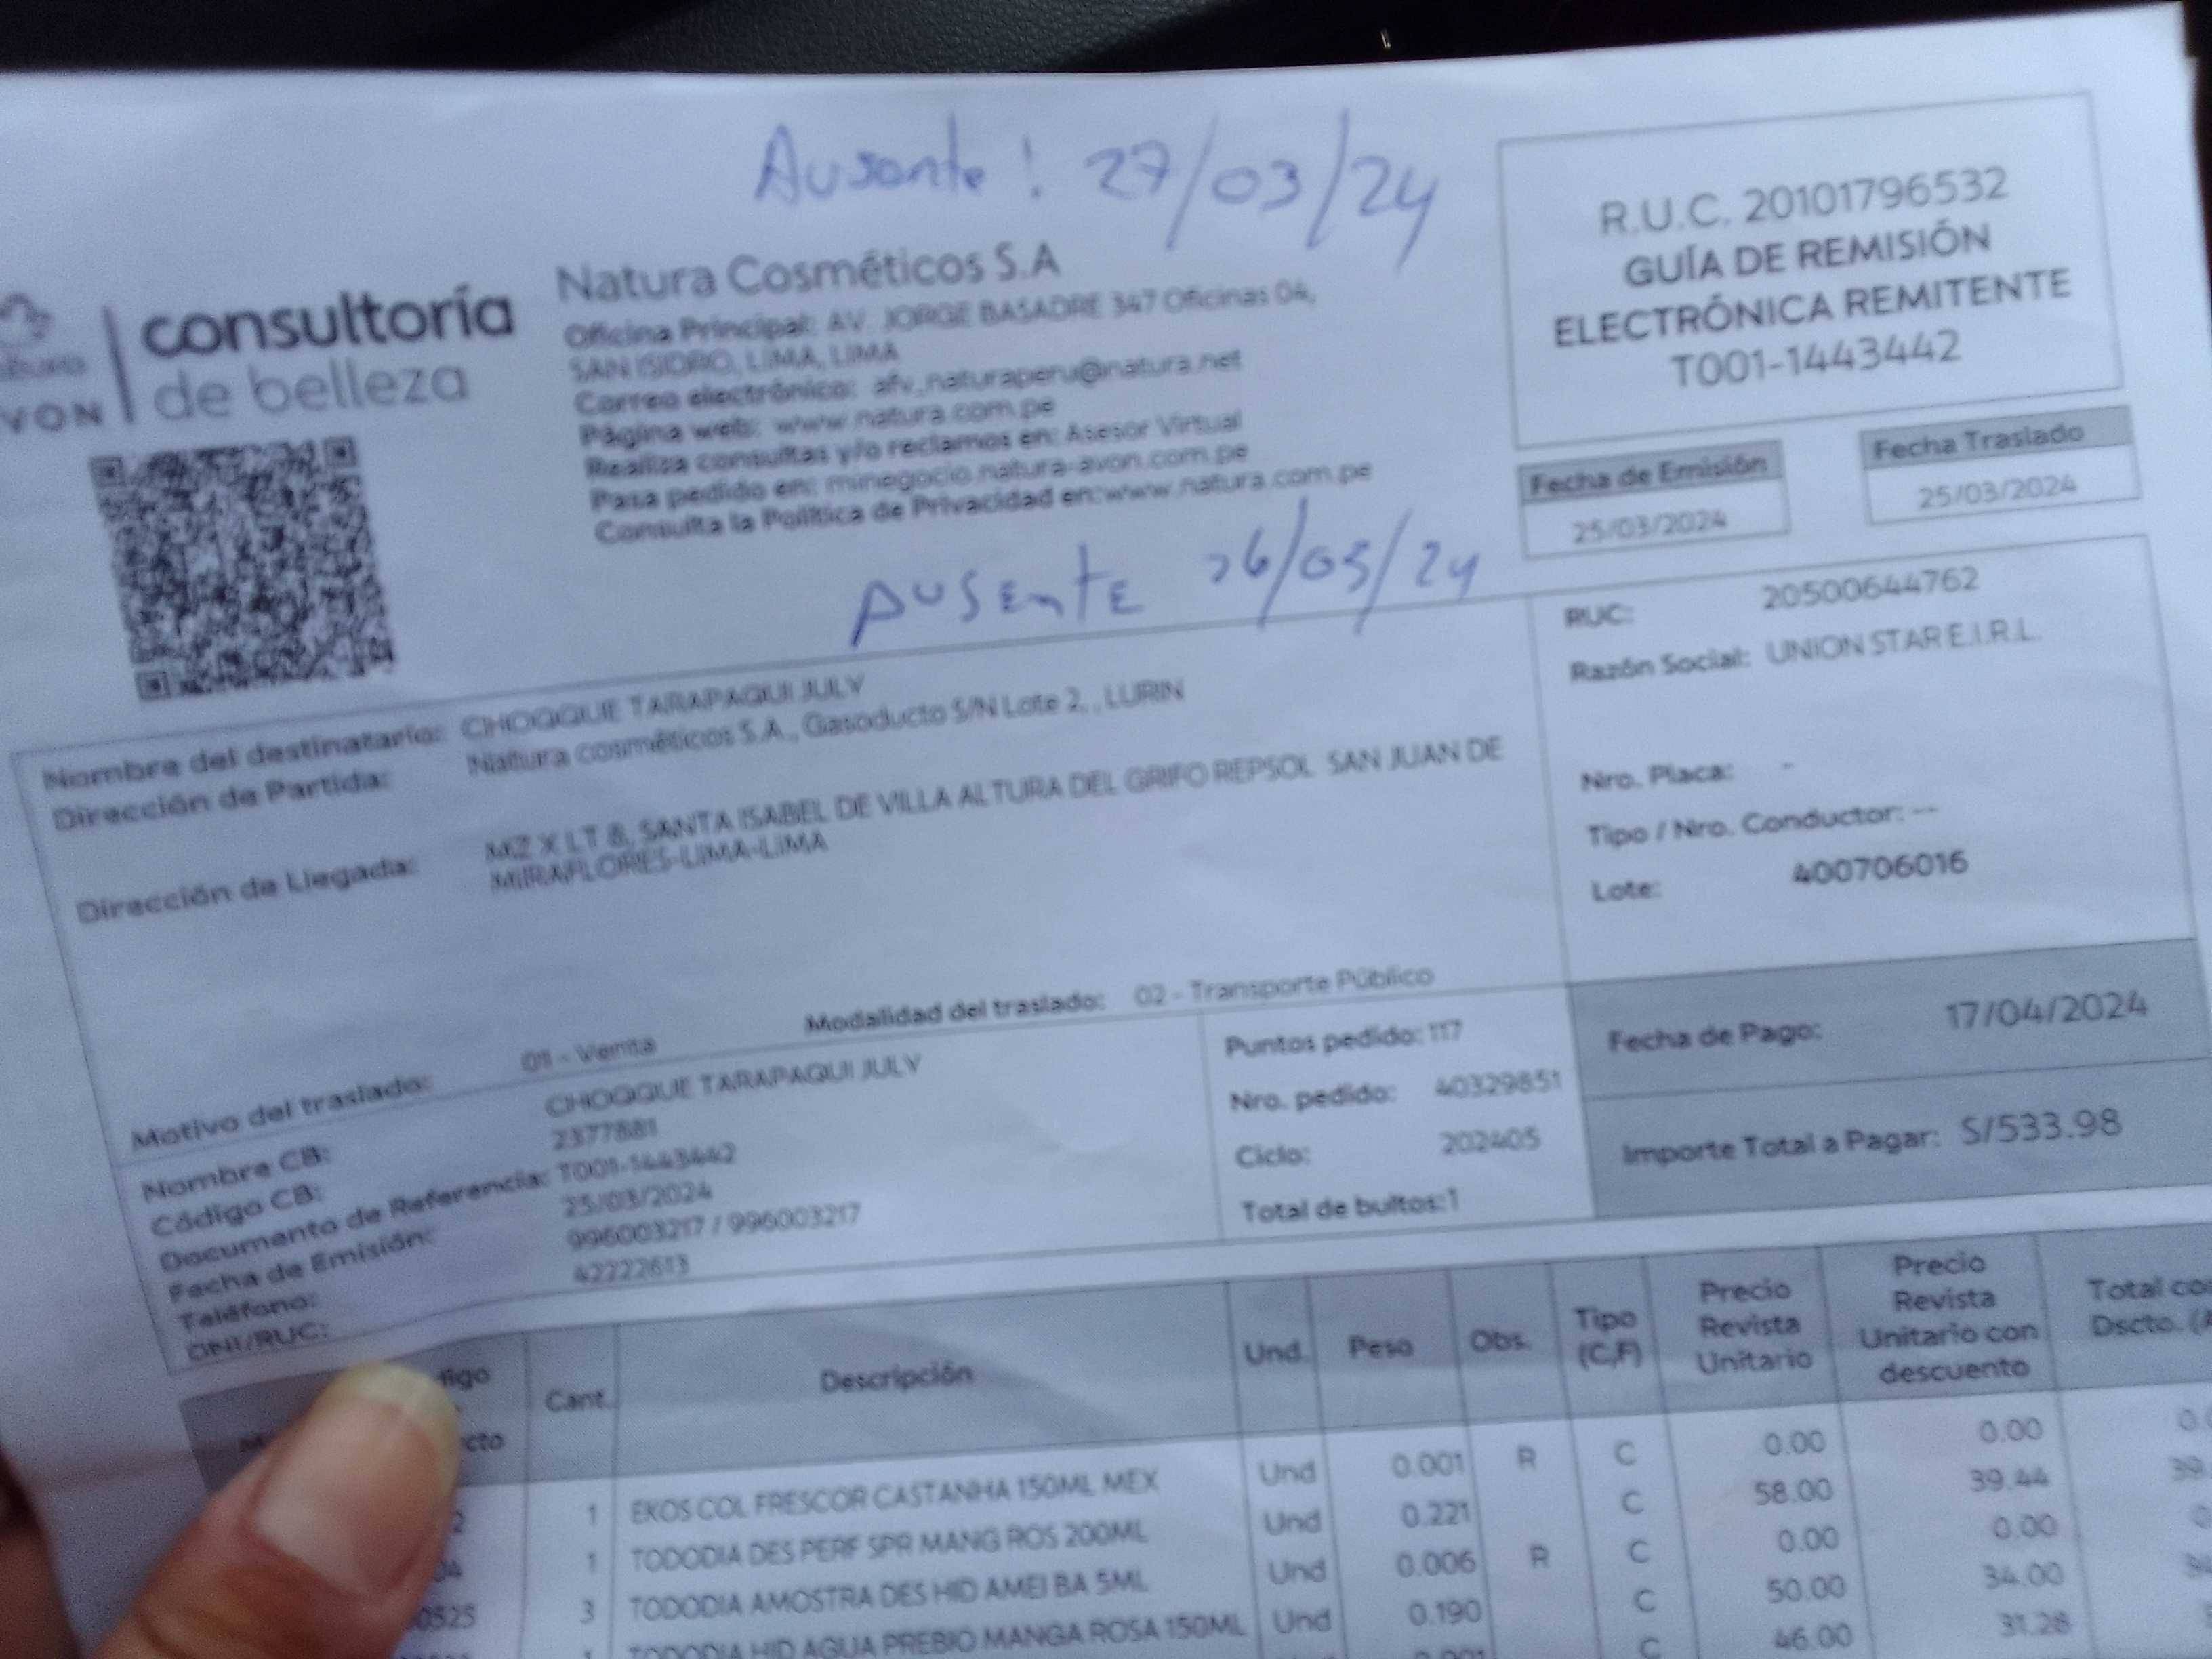 Ausente! 27/03/24
consultoría
de belleza
VON
Natura Cosméticos S.A
Oficina Principal: AV. JORGE BASADRE 347 Oficinas 04,
SAN ISIDRO, LIMA, LIMA
Correo electrónico: afv_naturaperu@natura.net
Página web: www.natura.com.pe
Realiza consultas y/o reclamos en: Asesor Virtual
Pasa pedido en: minegocio.natura-avon.com.pe
Consulta la Política de Privacidad en:www.natura.com.pe
R.U.C. 20101796532
GUÍA DE REMISIÓN
ELECTRÓNICA REMITENTE
T001-1443442
Fecha de Emisión
25/03/2024
Fecha Traslado
25/03/2024
AUSENTE 26/03/24
Nombre del destinatario: CHOQQUE TARAPAQUI JULY
Dirección de Partida: Natura cosméticos S.A., Gasoducto S/N Lote 2, , LURIN
Dirección de Llegada: MZ X LT 8, SANTA ISABEL DE VILLA ALTURA DEL GRIFO REPSOL SAN JUAN DE
MIRAFLORES-LIMA-LIMA
Motivo del traslado: 01 - Venta
Modalidad del traslado: 02 - Transporte Público
RUC: 20500644762
Razón Social: UNION STAR E.I.R.L.
Nro. Placa: -
Tipo / Nro. Conductor: --
Lote: 400706016
Nombre CB: CHOQQUE TARAPAQUI JULY
Código CB: 2377881
Documento de Referencia: T001-1443442
Fecha de Emisión: 25/03/2024
Teléfono: 996003217 / 996003217
DNI/RUC: 42222613
Puntos pedido: 117
Nro. pedido: 40329851
Ciclo: 202405
Total de bultos:1
Fecha de Pago: 17/04/2024
Importe Total a Pagar: S/533.98
Cant. Descripción Und. Peso Obs. Tipo (C,F) Precio Revista Unitario Precio Revista Unitario con descuento Total Dscto.
1 EKOS COL FRESCOR CASTANHA 150ML MEX Und 0.001 R C 0.00 0.00
1 TODODIA DES PERF SPR MANG ROS 200ML Und 0.221 C 58.00 39.44
0525 3 TODODIA AMOSTRA DES HID AMEI BA 5ML Und 0.006 R C 0.00 0.00
1 TODODIA HID AGUA PREBIO MANGA ROSA 150ML Und 0.190 C 50.00 34.00
C 46.00 31.28